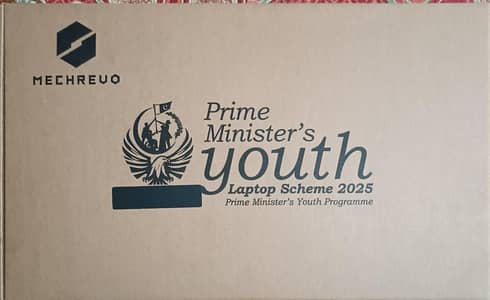 MECHREVO
Prime
Minister's
youth
Laptop Scheme 2025
Prime Minister's Youth Programme